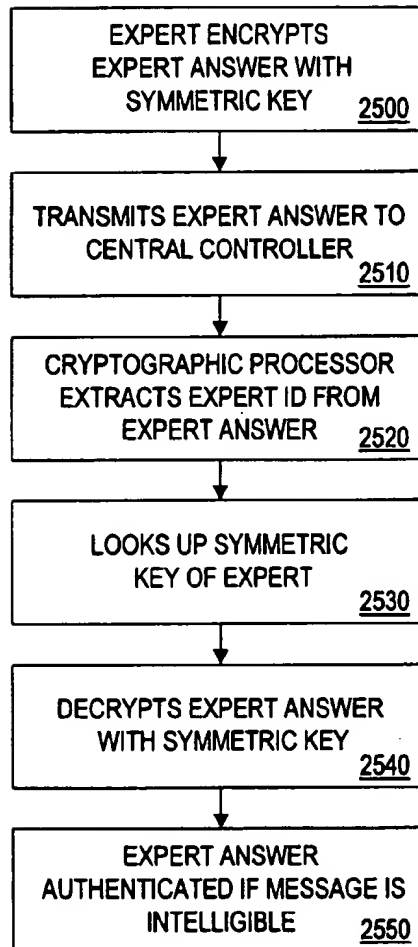 EXPERT ENCRYPTS
EXPERT ANSWER WITH
SYMMETRIC KEY
2500
TRANSMITS EXPERT ANSWER TO
CENTRAL CONTROLLER
2510
CRYPTOGRAPHIC PROCESSOR
EXTRACTS EXPERT ID FROM
EXPERT ANSWER
2520
LOOKS UP SYMMETRIC
KEY OF EXPERT
2530
DECRYPTS EXPERT ANSWER
WITH SYMMETRIC KEY
2540
EXPERT ANSWER
AUTHENTICATED IF MESSAGE IS
INTELLIGIBLE
2550